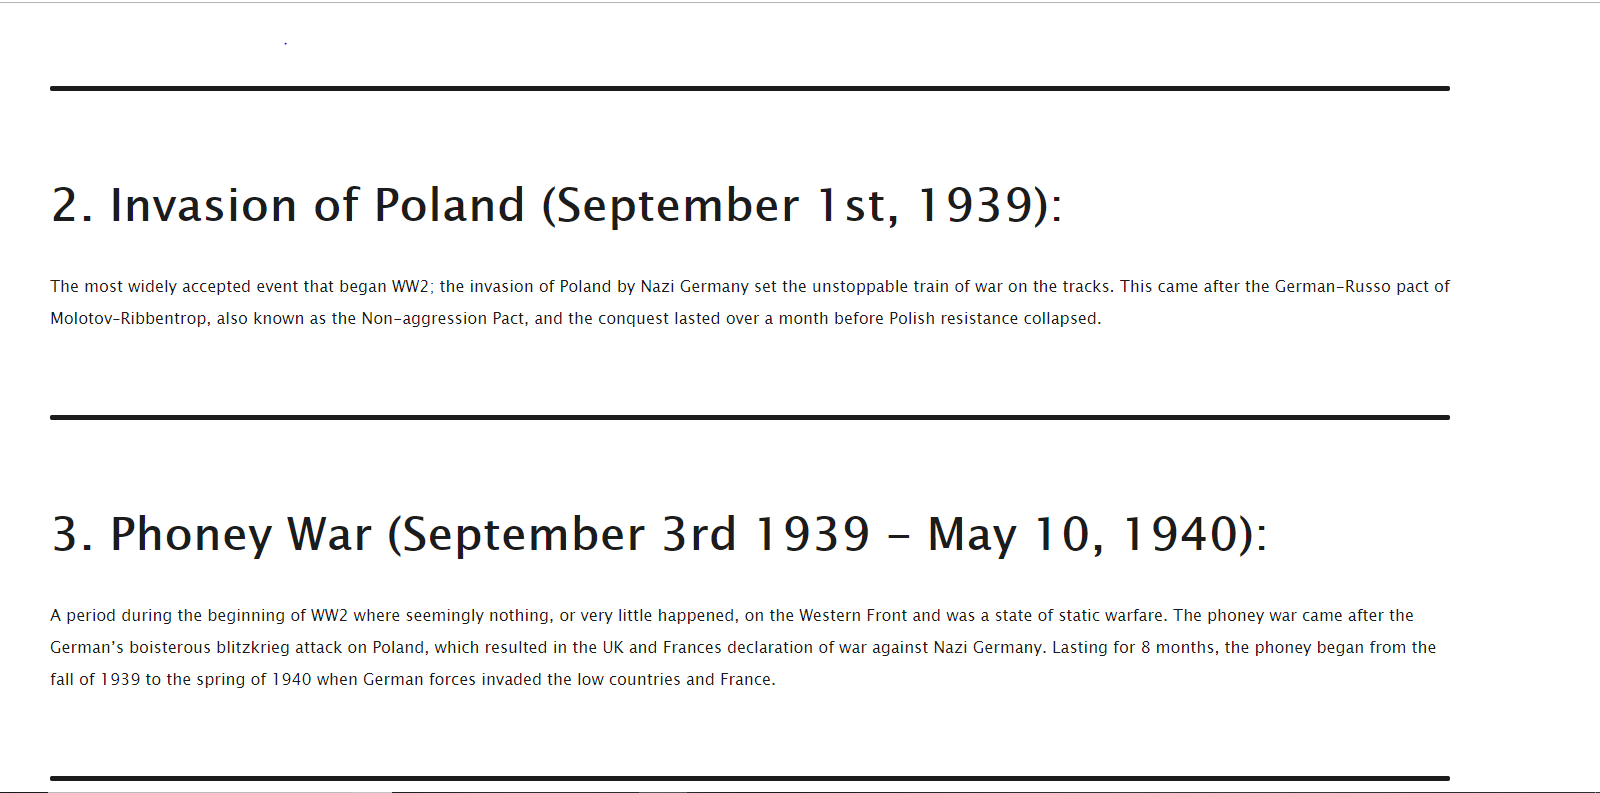 2. Invasion of Poland (September 1st, 1939):
The most widely accepted event that began WW2; the invasion of Poland by Nazi Germany set the unstoppable train of war on the tracks. This came after the German-Russo pact of
Molotov-Ribbentrop, also known as the Non-aggression Pact, and the conquest lasted over a month before Polish resistance collapsed.
3. Phoney War (September 3rd 1939 – May 10, 1940):
A period during the beginning of WW2 where seemingly nothing, or very little happened, on the Western Front and was a state of static warfare. The phoney war came after the
German’s boisterous blitzkrieg attack on Poland, which resulted in the UK and Frances declaration of war against Nazi Germany. Lasting for 8 months, the phoney began from the
fall of 1939 to the spring of 1940 when German forces invaded the low countries and France.